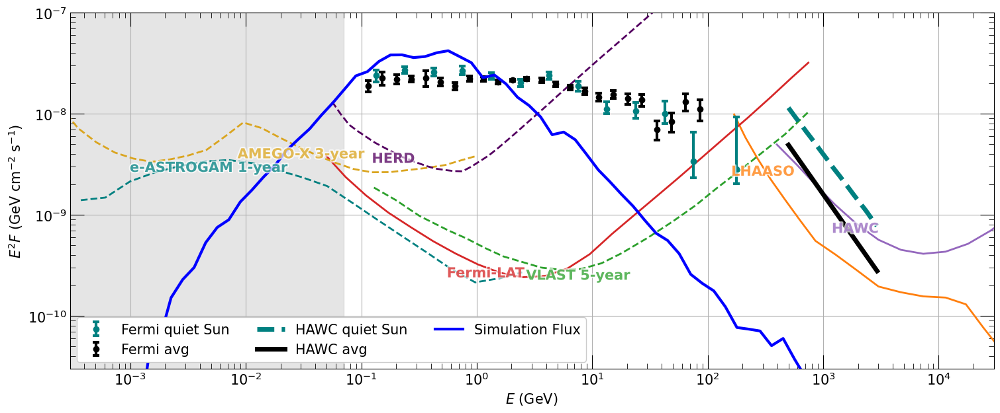 10⁻⁷
10⁻⁸
10⁻⁹
10⁻¹⁰
E²F (GeV cm⁻² s⁻¹)
AMEGO-X 3-year
e-ASTROGAM 1-year
HERD
LHAASO
HAWC
Fermi-LAT
VLAST 5-year
Fermi quiet Sun
HAWC quiet Sun
Simulation Flux
Fermi avg
HAWC avg
10⁻³ 10⁻² 10⁻¹ 10⁰ 10¹ 10² 10³ 10⁴
E (GeV)